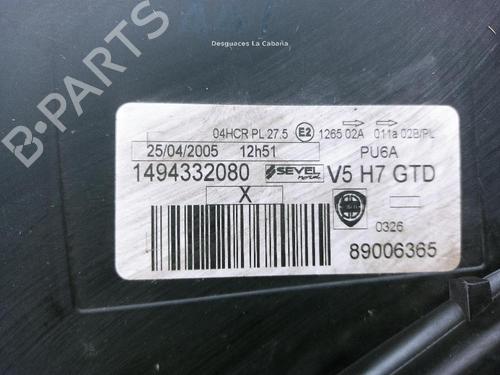 Desguaces La Cabaña
B-PARTS
04HCR PL 27.5 E2 1265 02A 011a 02B/PL
25/04/2005 12h51 PU6A
1494332080 SEVEL nord V5 H7 GTD
X
0326
89006365